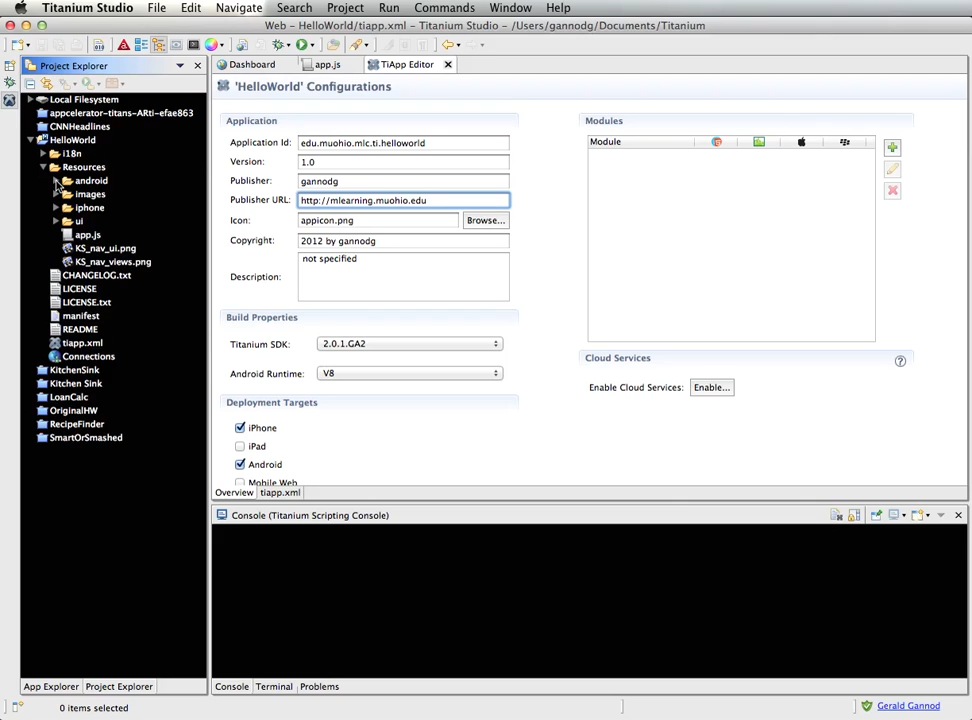 Titanium Studio File Edit Navigate Search Project Run Commands Window Help
Web - HelloWorld/tiapp.xml - Titanium Studio - /Users/gannodg/Documents/Titanium
Project Explorer
Local Filesystem
appcelerator-titans-ARti-efae863
CNNHeadlines
HelloWorld
i18n
Resources
android
images
iphone
ui
app.js
KS_nav_ui.png
KS_nav_views.png
CHANGELOG.txt
LICENSE
LICENSE.txt
manifest
README
tiapp.xml
Connections
KitchenSink
Kitchen Sink
LoanCalc
OriginalHW
RecipeFinder
SmartOrSmashed
App Explorer Project Explorer
Dashboard app.js TiApp Editor
'HelloWorld' Configurations
Application
Application Id: edu.muohio.mlc.ti.helloworld
Version: 1.0
Publisher: gannodg
Publisher URL: http://mlearning.muohio.edu
Icon: appicon.png Browse...
Copyright: 2012 by gannodg
Description: not specified
Build Properties
Titanium SDK: 2.0.1.GA2
Android Runtime: V8
Deployment Targets
iPhone
iPad
Android
Mobile Web
Overview tiapp.xml
Modules
Module
Cloud Services
Enable Cloud Services: Enable...
Console (Titanium Scripting Console)
Console Terminal Problems
0 items selected
Gerald Gannod